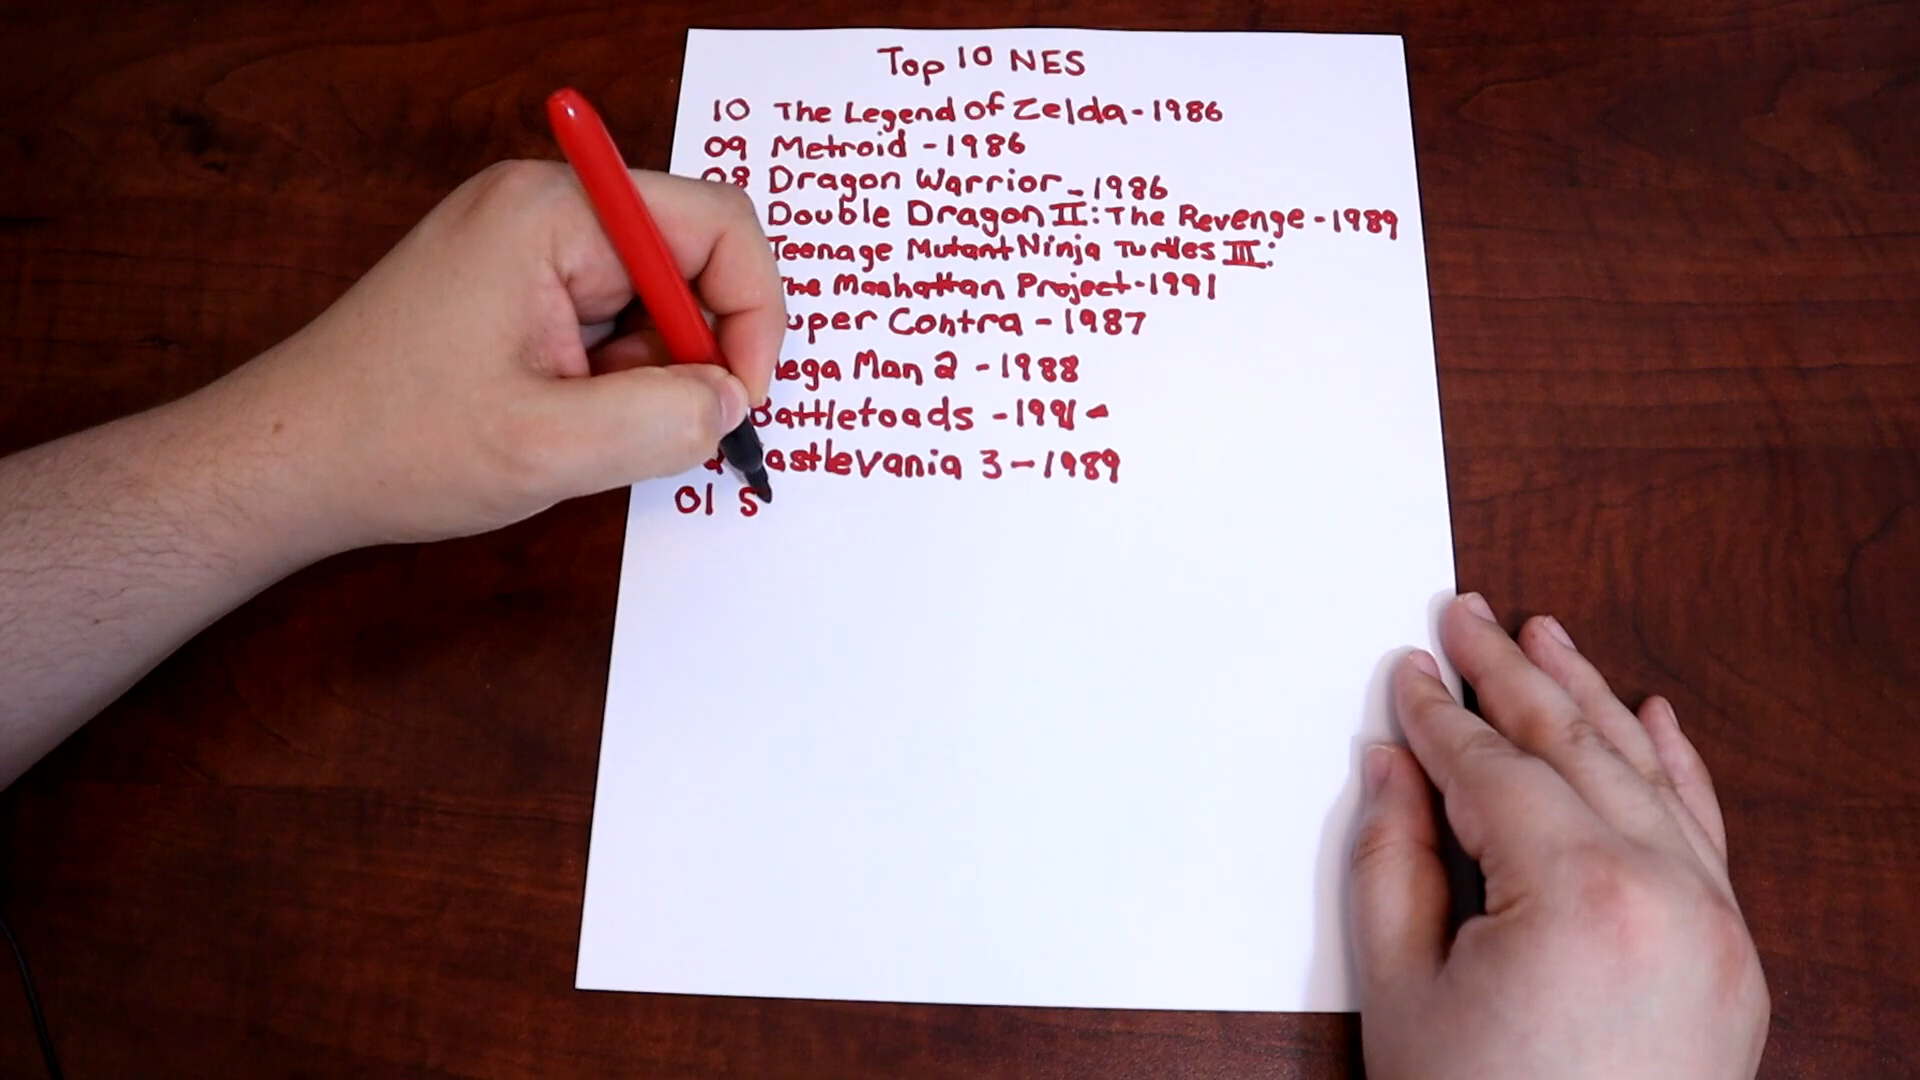 Top 10 NES
10 The Legend Of Zelda-1986
09 Metroid -1986
08 Dragon Warrior-1986
Double Dragon II: The Revenge -1989
Teenage Mutant Ninja Turtles III:
The Manhattan Project-1991
uper Contra - 1987
ega Man 2 -1988
Battletoads -1991-
2 astlevania 3-1989
01 S